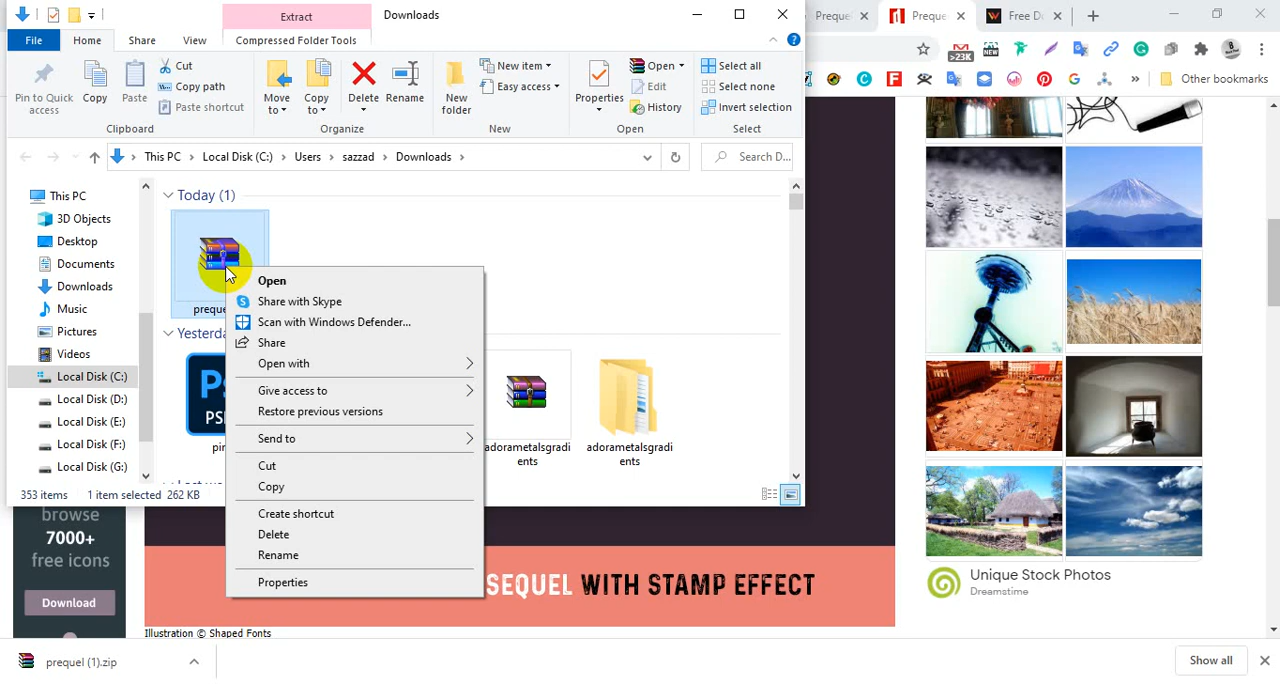 Extract
Downloads
File
Home
Share
View
Compressed Folder Tools
Pin to Quick access
Copy
Paste
Cut
Copy path
Paste shortcut
Clipboard
Move to
Copy to
Delete
Rename
Organize
New folder
New item
Easy access
New
Properties
Open
Edit
History
Open
Select all
Select none
Invert selection
Select
This PC
Local Disk (C:)
Users
sazzad
Downloads
Search D...
This PC
3D Objects
Desktop
Documents
Downloads
Music
Pictures
Videos
Local Disk (C:)
Local Disk (D:)
Local Disk (E:)
Local Disk (F:)
Local Disk (G:)
Today (1)
adorametalsgradi
ents
adorametalsgradi
ents
Open
Share with Skype
Scan with Windows Defender...
Share
Open with
Give access to
Restore previous versions
Send to
Cut
Copy
Create shortcut
Delete
Rename
Properties
353 items
1 item selected 262 KB
>23K
NEW
Other bookmarks
browse
7000+
free icons
Download
SEQUEL WITH STAMP EFFECT
Illustration © Shaped Fonts
Unique Stock Photos
Dreamstime
prequel (1).zip
Show all